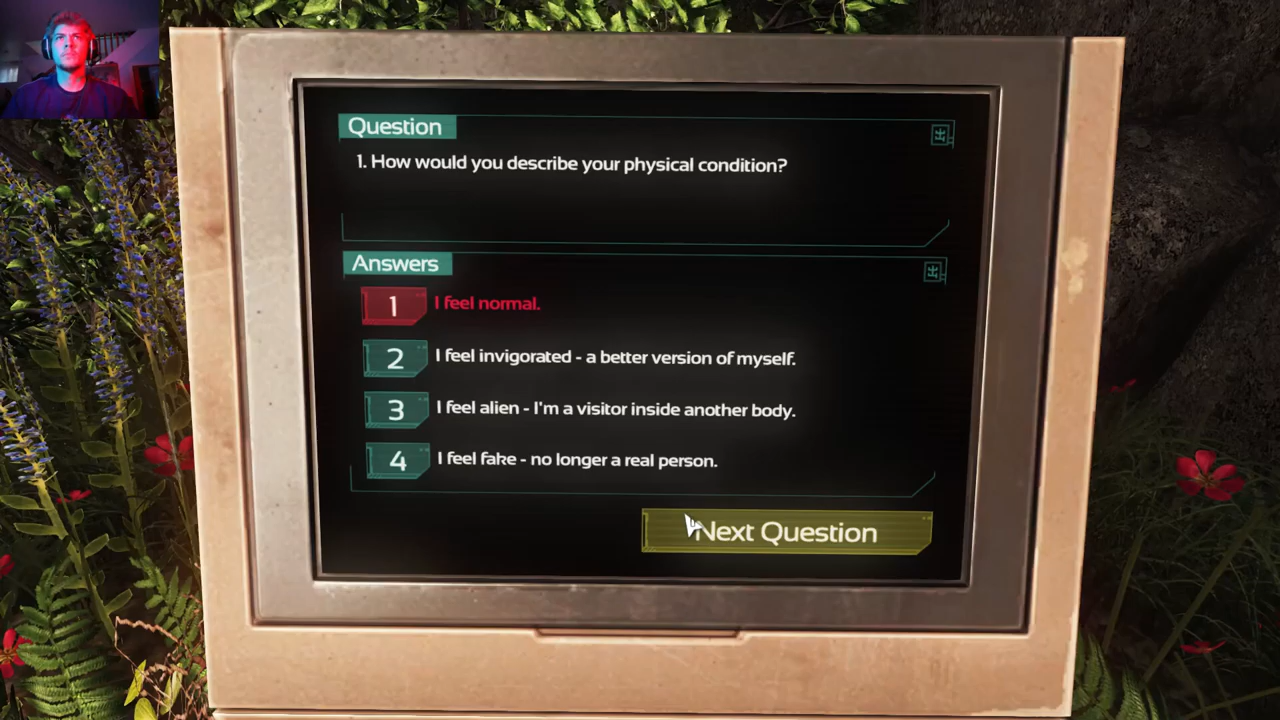 Question
1. How would you describe your physical condition?
Answers
1 I feel normal.
2 I feel invigorated - a better version of myself.
3 I feel alien - I'm a visitor inside another body.
4 I feel fake - no longer a real person.
Next Question